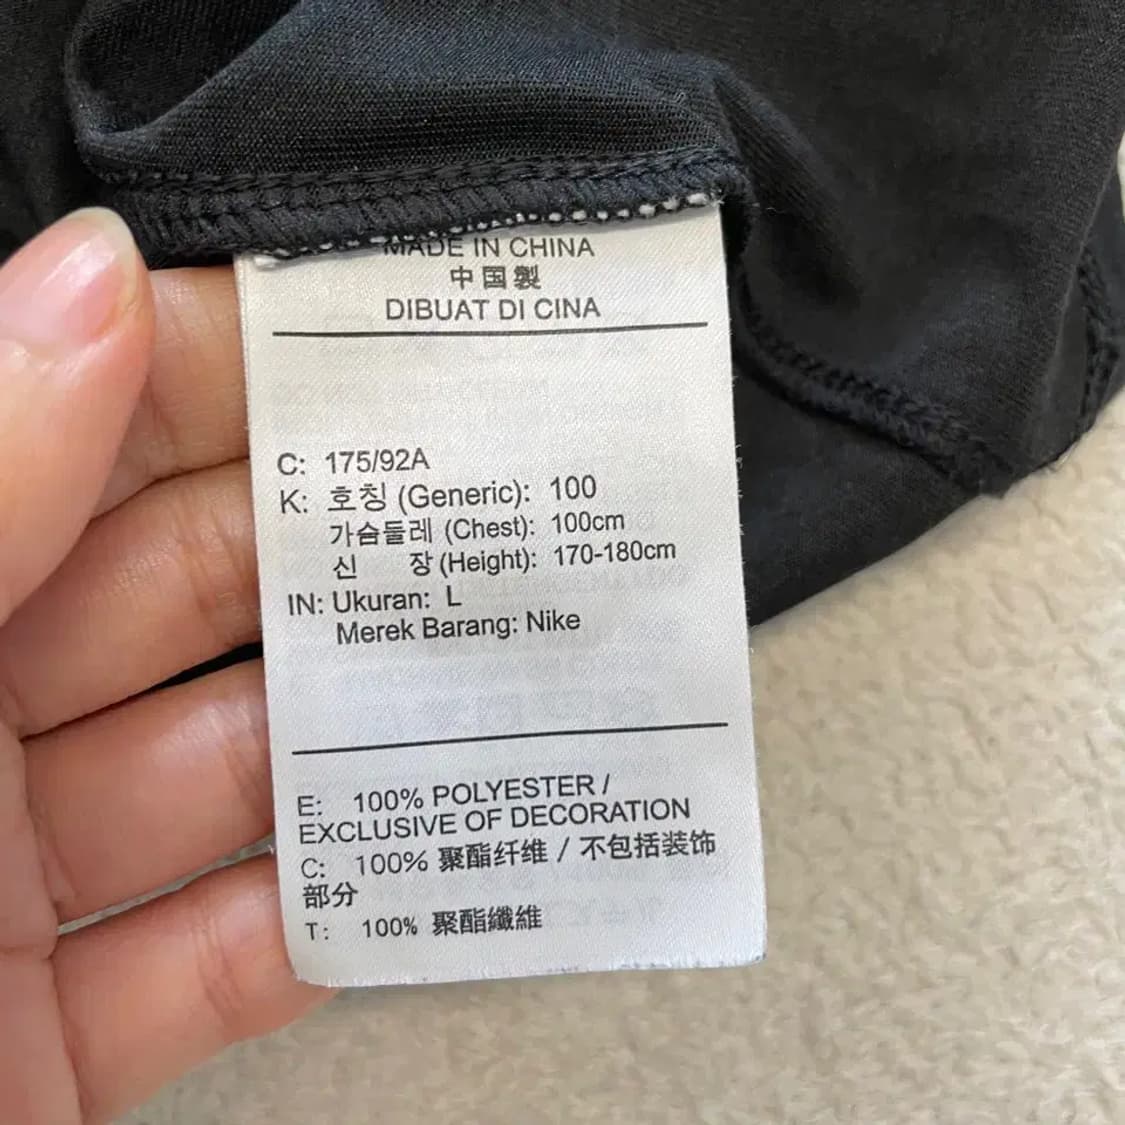 MADE IN CHINA
中国製
DIBUAT DI CINA
C: 175/92A
K: 호칭 (Generic): 100
가슴둘레 (Chest): 100cm
신 장 (Height): 170-180cm
IN: Ukuran: L
Merek Barang: Nike
E: 100% POLYESTER /
EXCLUSIVE OF DECORATION
C: 100% 聚酯纤维 / 不包括装饰
部分
T: 100% 聚酯纖維